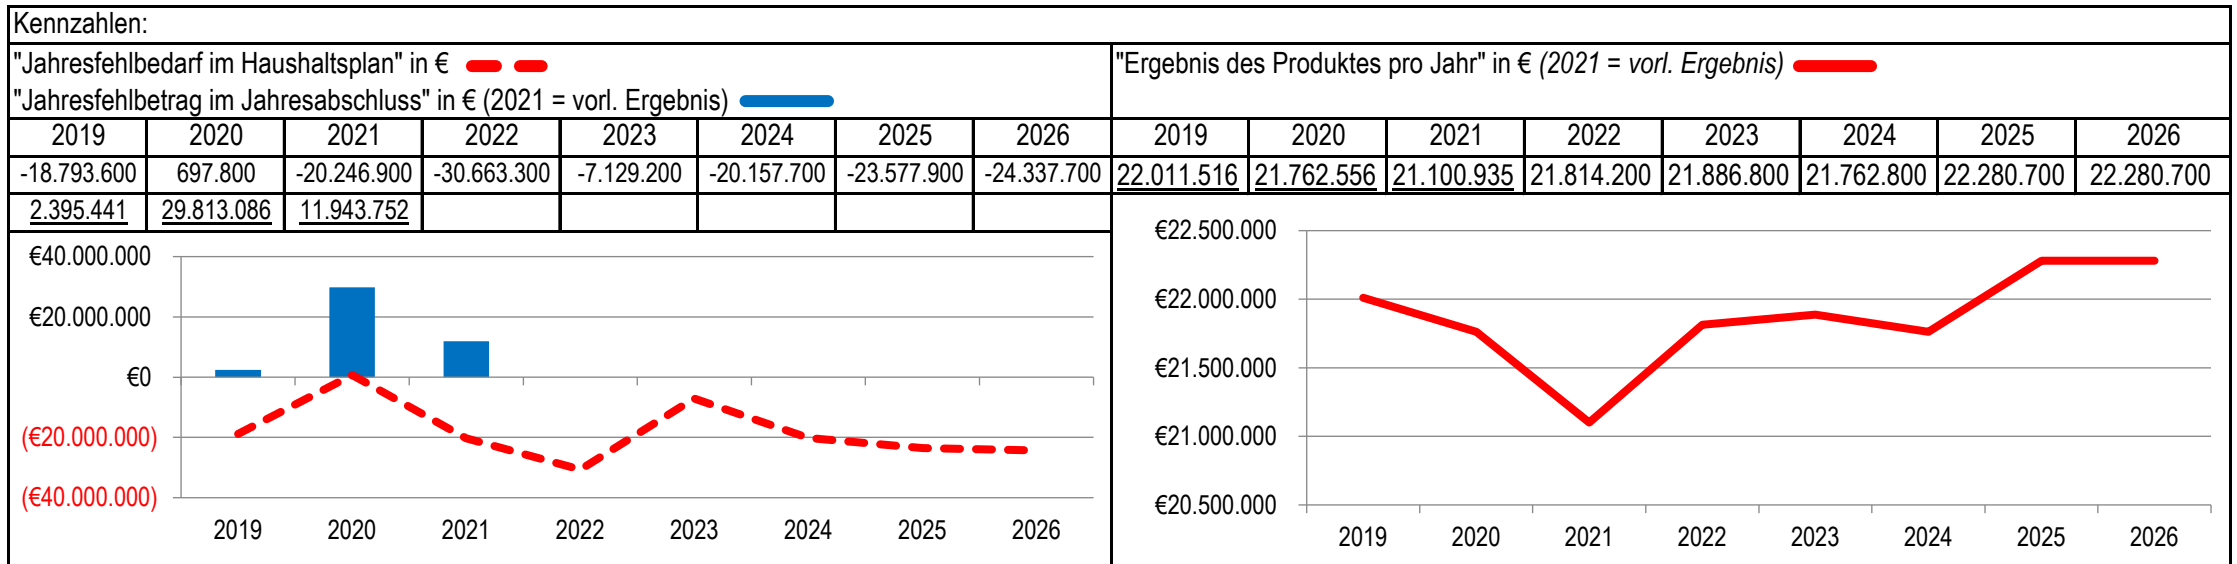 Kennzahlen:
"Jahresfehlbedarf im Haushaltsplan" in €
"Jahresfehlbetrag im Jahresabschluss" in € (2021 = vorl. Ergebnis)
2019 2020 2021 2022 2023 2024 2025 2026
-18.793.600 697.800 -20.246.900 -30.663.300 -7.129.200 -20.157.700 -23.577.900 -24.337.700
2.395.441 29.813.086 11.943.752
€40.000.000
€20.000.000
€0
(€20.000.000)
(€40.000.000)
2019 2020 2021 2022 2023 2024 2025 2026
"Ergebnis des Produktes pro Jahr" in € (2021 = vorl. Ergebnis)
2019 2020 2021 2022 2023 2024 2025 2026
22.011.516 21.762.556 21.100.935 21.814.200 21.886.800 21.762.800 22.280.700 22.280.700
€22.500.000
€22.000.000
€21.500.000
€21.000.000
€20.500.000
2019 2020 2021 2022 2023 2024 2025 2026